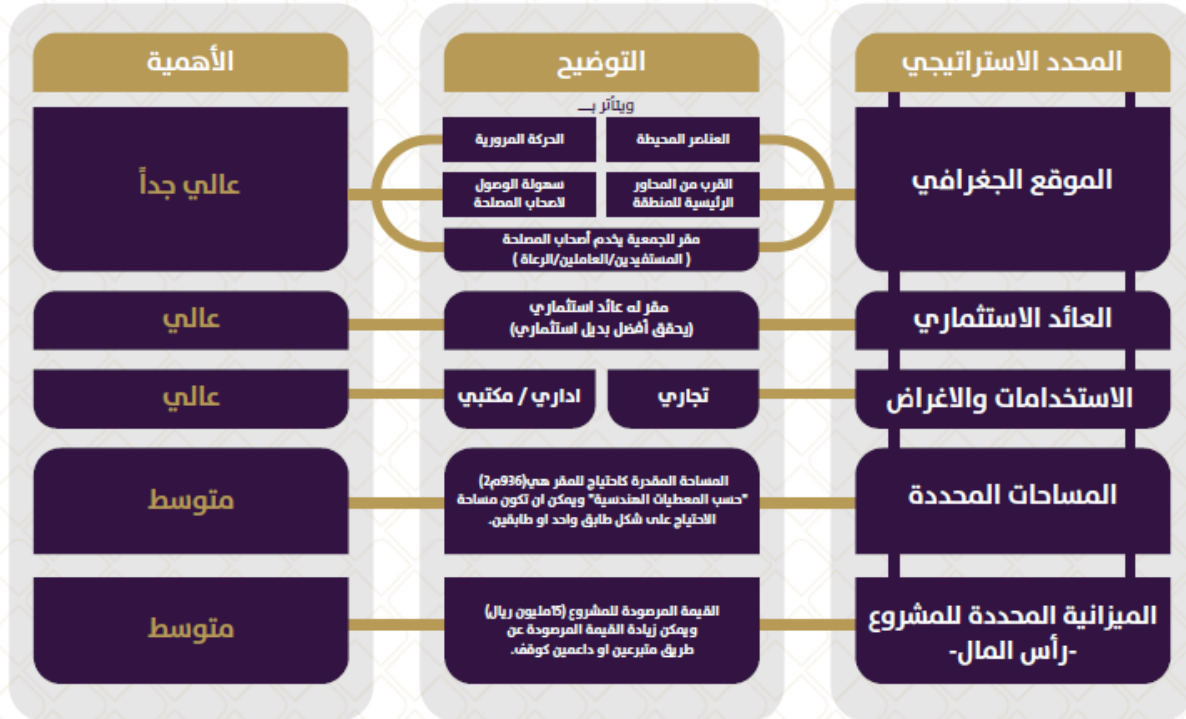 المحدد الاستراتيجي
التوضيح
الأهمية
ويتأثر بـــ
الموقع الجغرافي
العناصر المحيطة
الحركة المرورية
القرب من المحاور
الرئيسية للمنطقة
سهولة الوصول
لاصحاب المصلحة
مقر للجمعية يخدم أصحاب المصلحة
( المستفيدين/العاملين/الرعاة )
عالي جداً
العائد الاستثماري
مقر له عائد استثماري
(يحقق أفضل بديل استثماري)
عالي
الاستخدامات والاغراض
تجاري
اداري / مكتبي
عالي
المساحات المحددة
المساحة المقدرة كاحتياج للمقر هي(936م2)
"حسب المعطيات الهندسية" ويمكن ان تكون مساحة
الاحتياج على شكل طابق واحد او طابقين.
متوسط
الميزانية المحددة للمشروع
-رأس المال-
القيمة المرصودة للمشروع (15مليون ريال)
ويمكن زيادة القيمة المرصودة عن
طريق متبرعين او داعمين كوقف.
متوسط